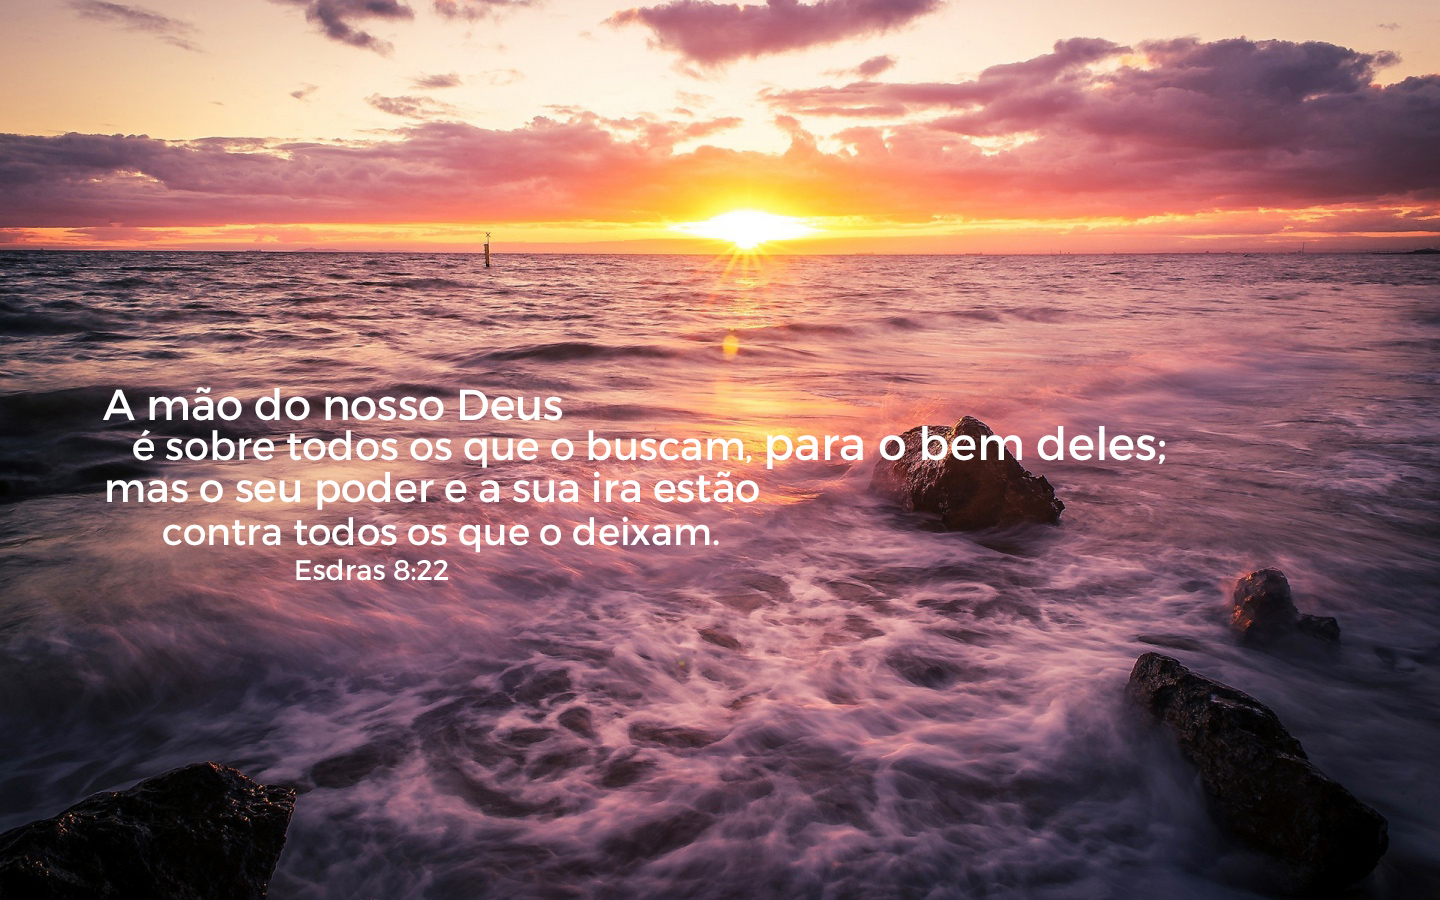 A mão do nosso Deus
é sobre todos os que o buscam, para o bem deles;
mas o seu poder e a sua ira estão
contra todos os que o deixam.
Esdras 8:22